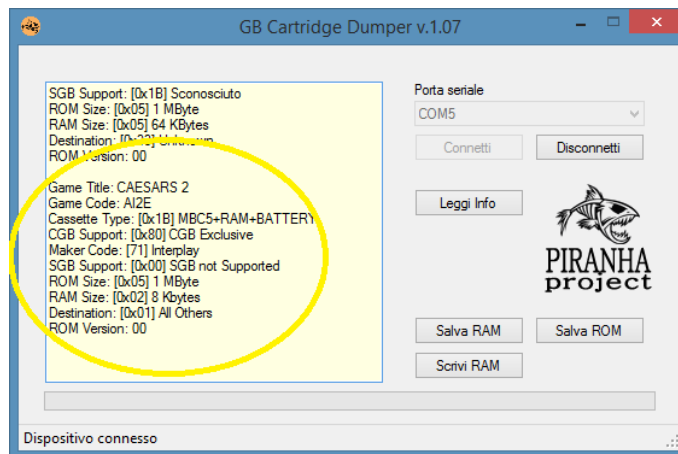 GB Cartridge Dumper v.1.07
SGB Support: [0x1B] Sconosciuto
ROM Size: [0x05] 1 MByte
RAM Size: [0x05] 64 KBytes
Destination: [0x33] Unknown
ROM Version: 00
Game Title: CAESARS 2
Game Code: AI2E
Cassette Type: [0x1B] MBC5+RAM+BATTERY
CGB Support: [0x80] CGB Exclusive
Maker Code: [71] Interplay
SGB Support: [0x00] SGB not Supported
ROM Size: [0x05] 1 MByte
RAM Size: [0x02] 8 Kbytes
Destination: [0x01] All Others
ROM Version: 00
Porta seriale
COM5
Connetti
Disconnetti
Leggi Info
PIRANHA
project
Salva RAM
Salva ROM
Scrivi RAM
Dispositivo connesso